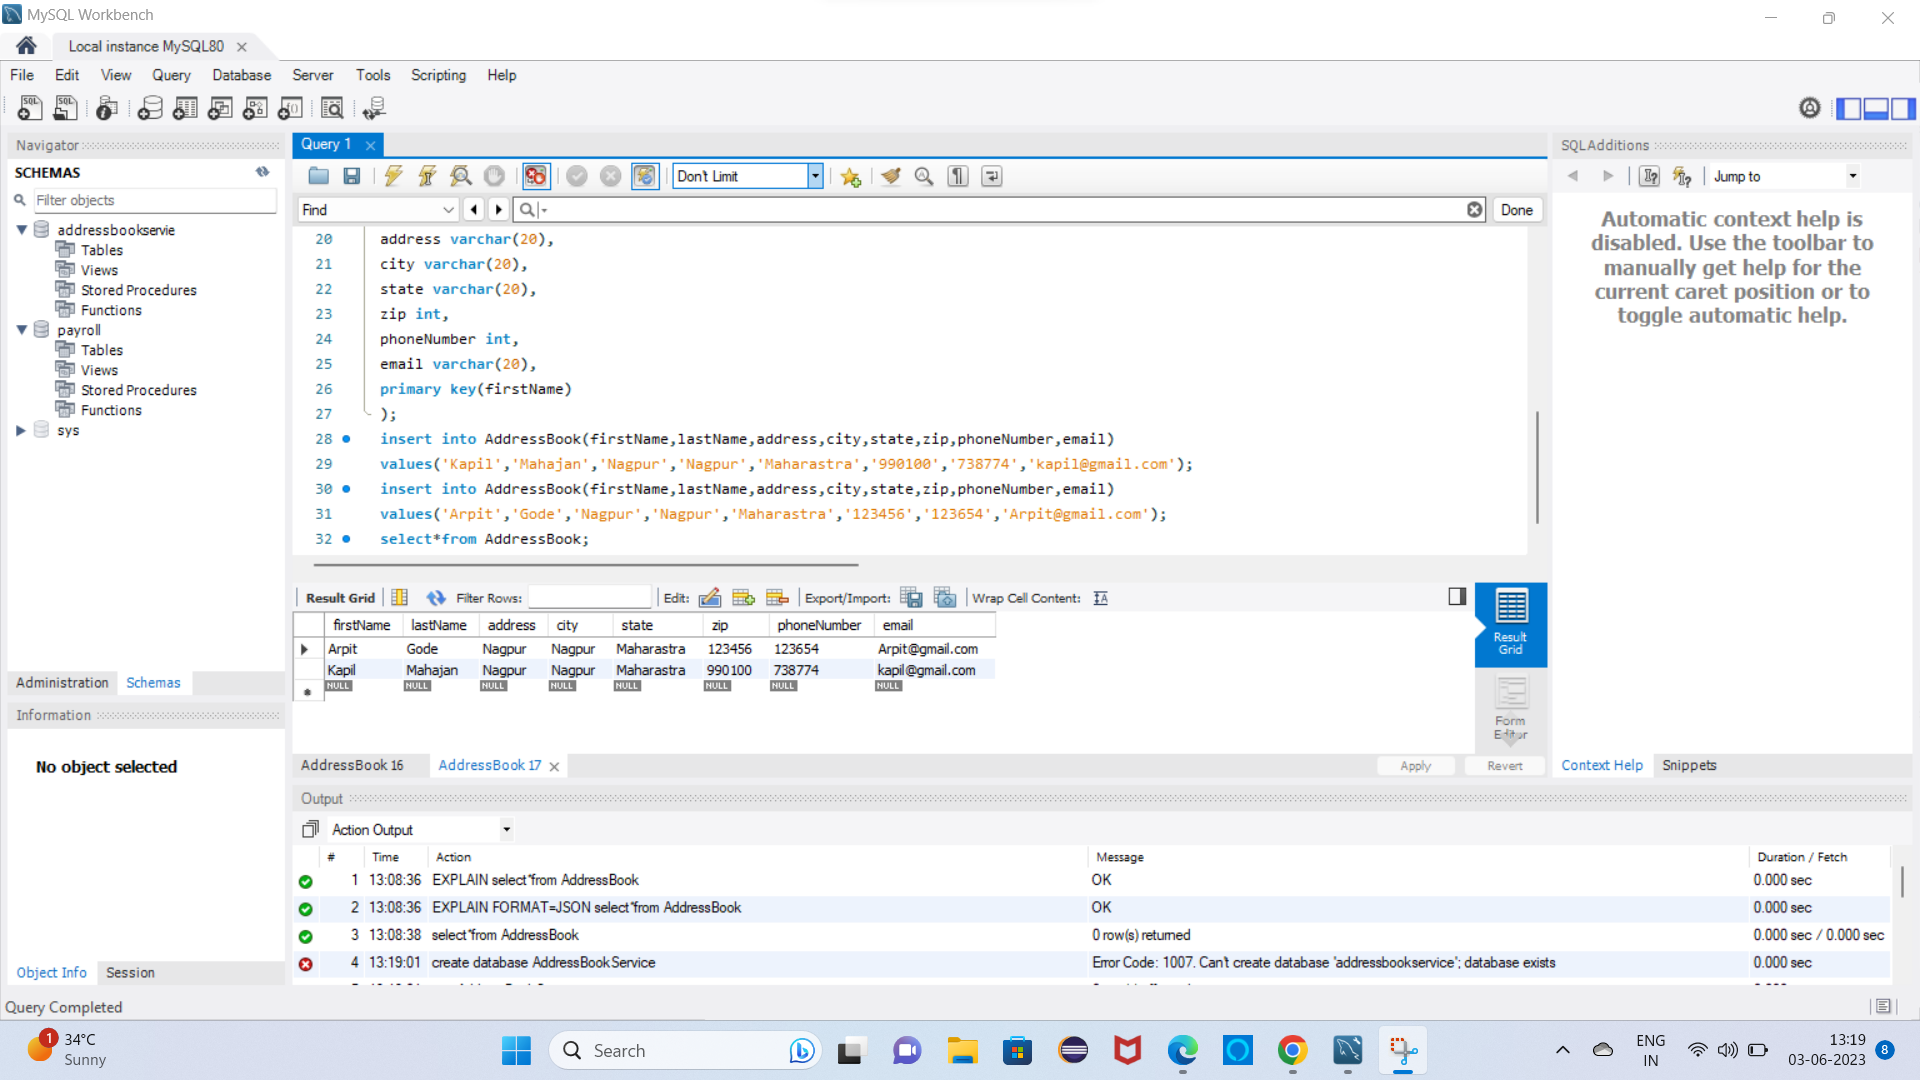 MySQL Workbench
Local instance MySQL80
File Edit View Query Database Server Tools Scripting Help
Navigator
SCHEMAS
Filter objects
addressbookservie
Tables
Views
Stored Procedures
Functions
payroll
Tables
Views
Stored Procedures
Functions
sys
Administration Schemas
Information
No object selected
Object Info Session
Query 1
Don't Limit
Find
Done
20 address varchar(20),
21 city varchar(20),
22 state varchar(20),
23 zip int,
24 phoneNumber int,
25 email varchar(20),
26 primary key(firstName)
27 );
28 insert into AddressBook(firstName,lastName,address,city,state,zip,phoneNumber,email)
29 values('Kapil','Mahajan','Nagpur','Nagpur','Maharastra','990100','738774','kapil@gmail.com');
30 insert into AddressBook(firstName,lastName,address,city,state,zip,phoneNumber,email)
31 values('Arpit','Gode','Nagpur','Nagpur','Maharastra','123456','123654','Arpit@gmail.com');
32 select*from AddressBook;
Result Grid Filter Rows: Edit: Export/Import: Wrap Cell Content:
firstName lastName address city state zip phoneNumber email
Arpit Gode Nagpur Nagpur Maharastra 123456 123654 Arpit@gmail.com
Kapil Mahajan Nagpur Nagpur Maharastra 990100 738774 kapil@gmail.com
NULL NULL NULL NULL NULL NULL NULL NULL
Result
Grid
Form
Editor
AddressBook 16 AddressBook 17
Apply Revert
SQLAdditions
Jump to
Automatic context help is
disabled. Use the toolbar to
manually get help for the
current caret position or to
toggle automatic help.
Context Help Snippets
Output
Action Output
# Time Action Message Duration / Fetch
1 13:08:36 EXPLAIN select*from AddressBook OK 0.000 sec
2 13:08:36 EXPLAIN FORMAT=JSON select*from AddressBook OK 0.000 sec
3 13:08:38 select*from AddressBook 0 row(s) returned 0.000 sec / 0.000 sec
4 13:19:01 create database AddressBookService Error Code: 1007. Can't create database 'addressbookservice'; database exists 0.000 sec
Query Completed
1
34°C
Sunny
Search
ENG
IN
13:19
03-06-2023
8